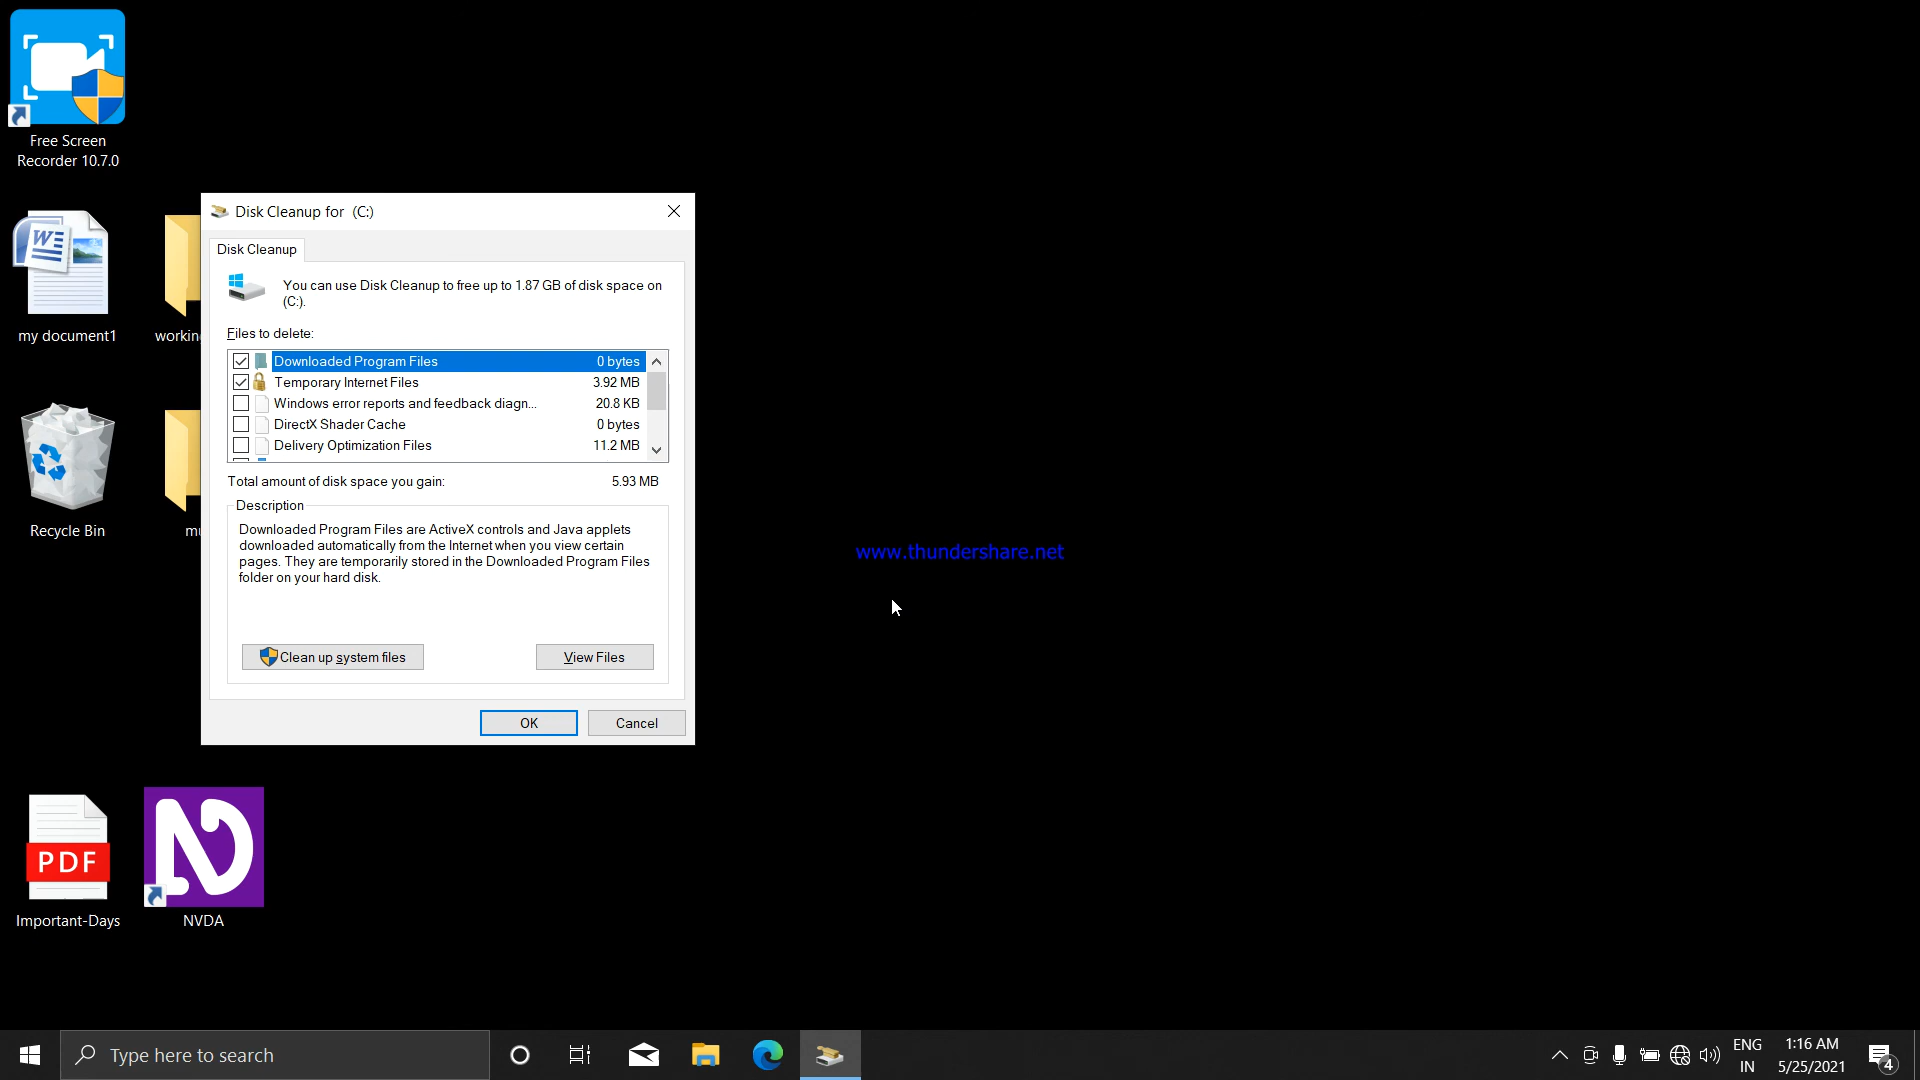 Free Screen
Recorder 10.7.0
my document1
workin
Recycle Bin
mu
Important-Days
NVDA
Disk Cleanup for (C:)
Disk Cleanup
You can use Disk Cleanup to free up to 1.87 GB of disk space on
(C:).
Files to delete:
Downloaded Program Files 0 bytes
Temporary Internet Files 3.92 MB
Windows error reports and feedback diagn... 20.8 KB
DirectX Shader Cache 0 bytes
Delivery Optimization Files 11.2 MB
Total amount of disk space you gain: 5.93 MB
Description
Downloaded Program Files are ActiveX controls and Java applets
downloaded automatically from the Internet when you view certain
pages. They are temporarily stored in the Downloaded Program Files
folder on your hard disk.
Clean up system files
View Files
OK
Cancel
www.thundershare.net
W
PDF
Type here to search
ENG
IN
1:16 AM
5/25/2021
4